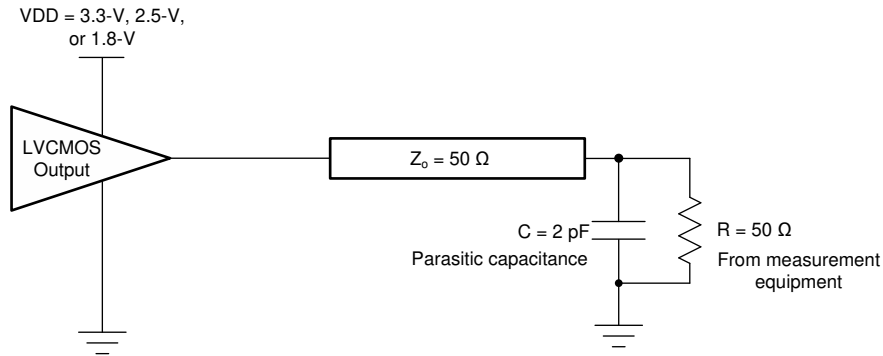 VDD = 3.3-V, 2.5-V,
or 1.8-V
LVCMOS
Output
Zo = 50 Ω
C = 2 pF
Parasitic capacitance
R = 50 Ω
From measurement
equipment